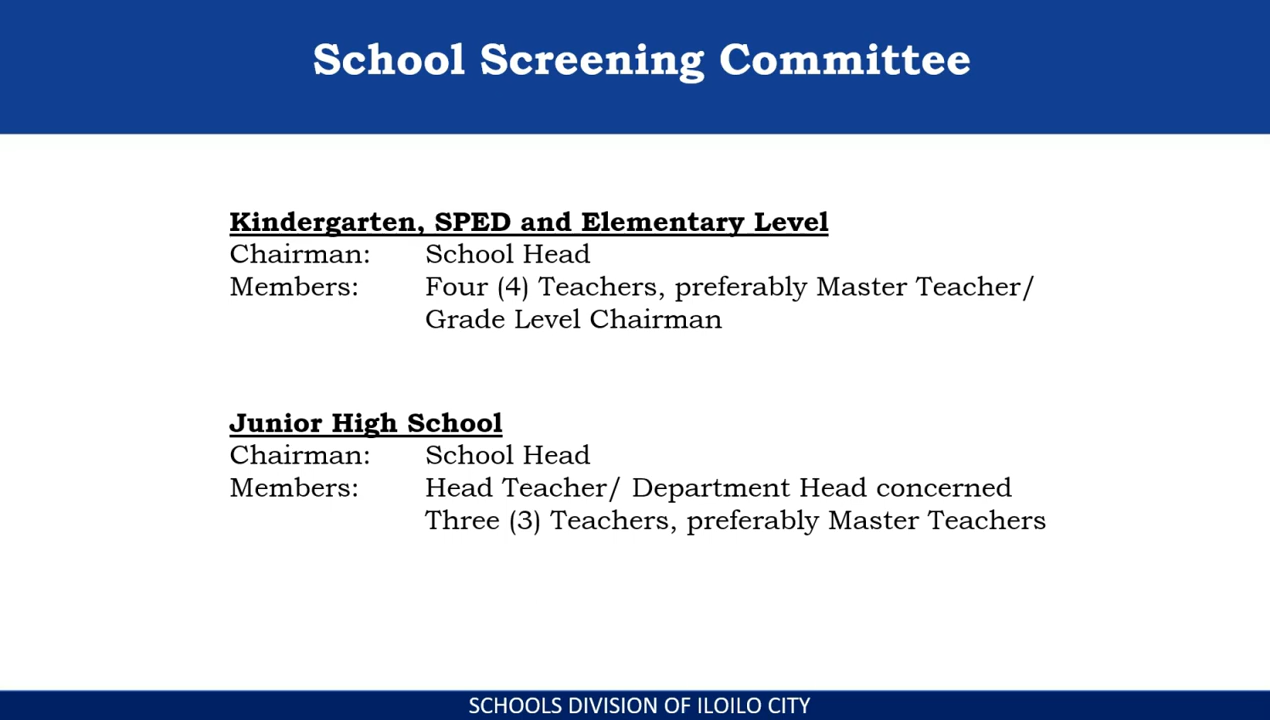 School Screening Committee
Kindergarten, SPED and Elementary Level
Chairman: School Head
Members: Four (4) Teachers, preferably Master Teacher/
Grade Level Chairman
Junior High School
Chairman: School Head
Members: Head Teacher/ Department Head concerned
Three (3) Teachers, preferably Master Teachers
SCHOOLS DIVISION OF ILOILO CITY